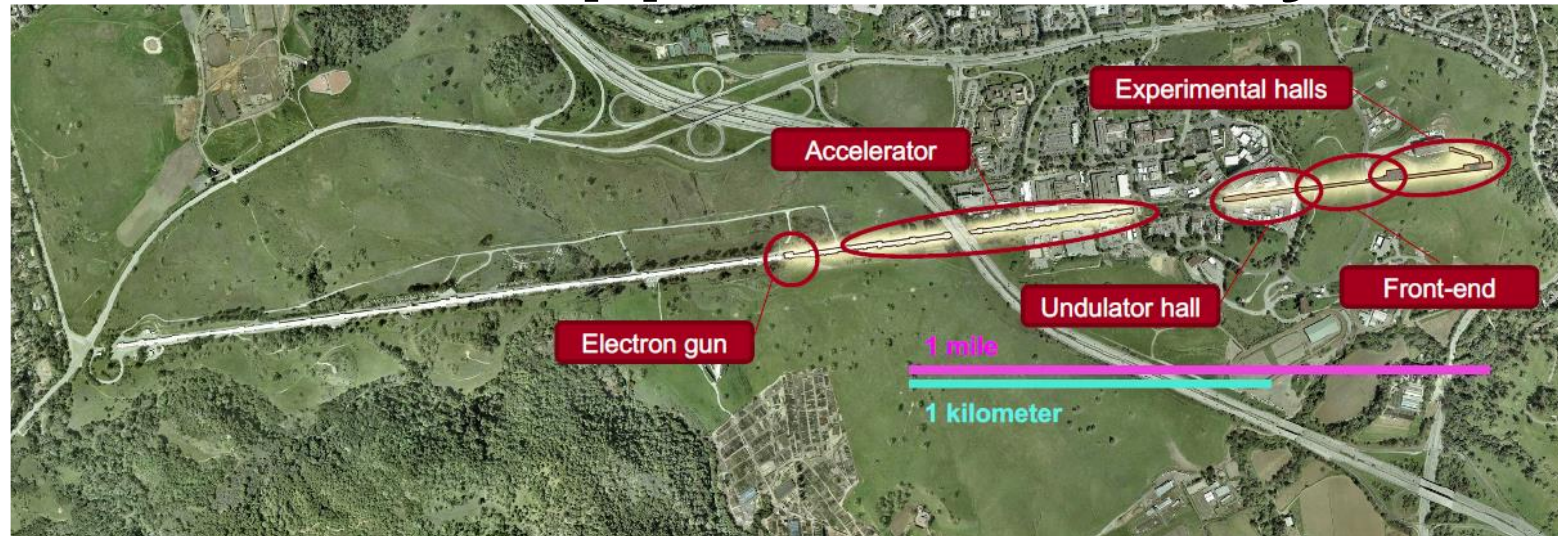 Experimental halls
Accelerator
Front-end
Undulator hall
Electron gun
1 mile
1 kilometer